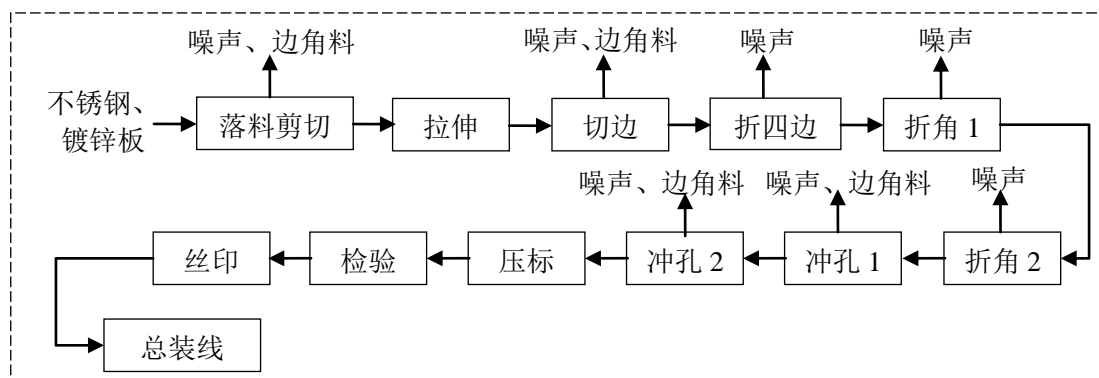 噪声、边角料
噪声、边角料
噪声
噪声
不锈钢、
镀锌板
落料剪切
拉伸
切边
折四边
折角 1
噪声、边角料
噪声、边角料
噪声
丝印
检验
压标
冲孔 2
冲孔 1
折角 2
总装线